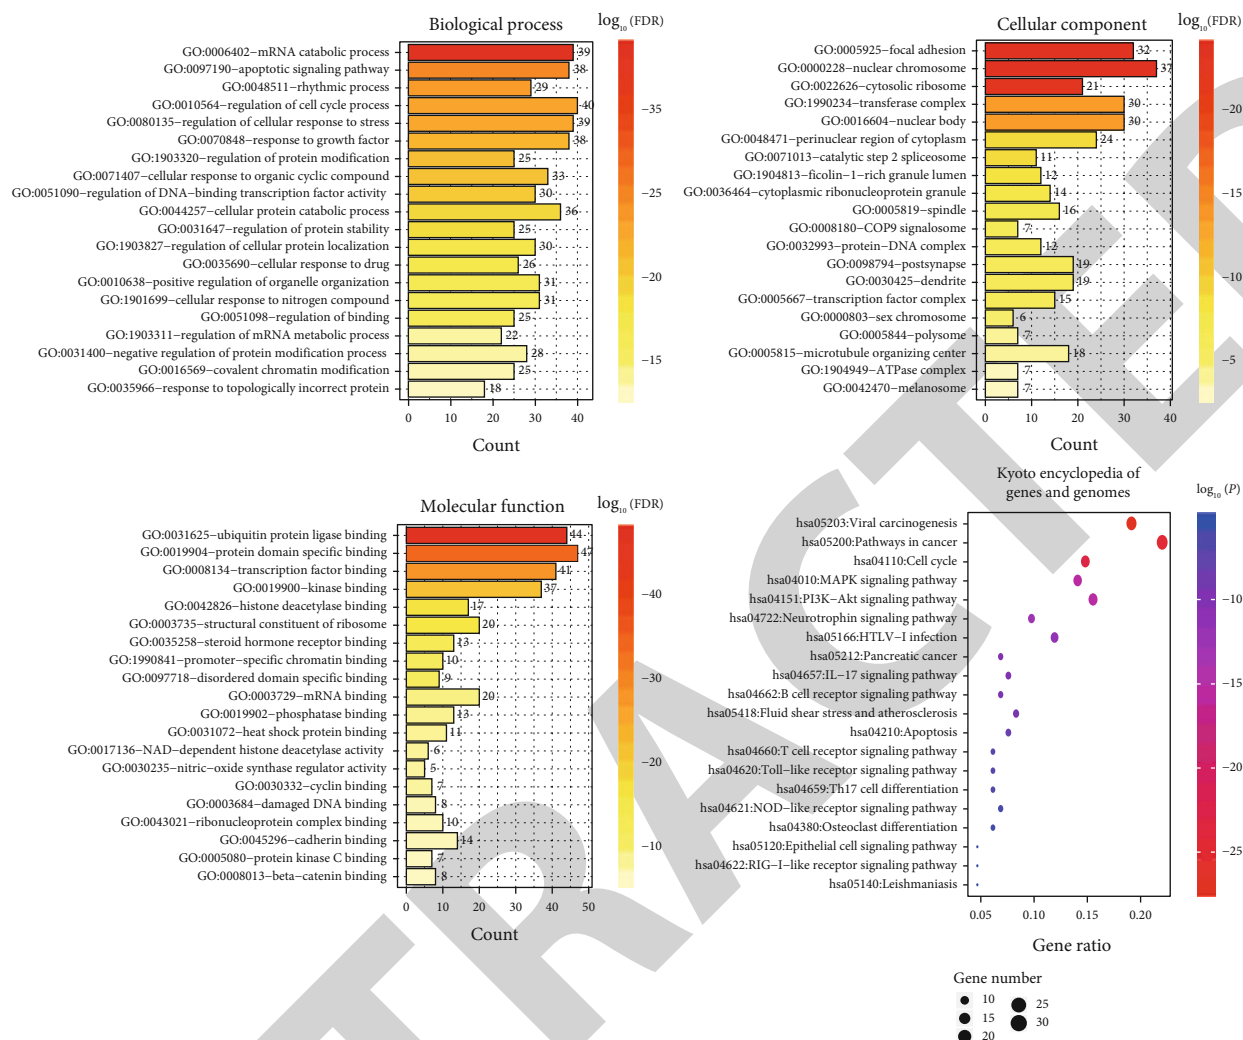 Biological process
log₁₀ (FDR)
GO:0006402−mRNA catabolic process 39
GO:0097190−apoptotic signaling pathway 38
GO:0048511−rhythmic process 29
GO:0010564−regulation of cell cycle process 40
GO:0080135−regulation of cellular response to stress 39
GO:0070848−response to growth factor 38
GO:1903320−regulation of protein modification 25
GO:0071407−cellular response to organic cyclic compound 33
GO:0051090−regulation of DNA−binding transcription factor activity 30
GO:0044257−cellular protein catabolic process 36
GO:0031647−regulation of protein stability 25
GO:1903827−regulation of cellular protein localization 30
GO:0035690−cellular response to drug 26
GO:0010638−positive regulation of organelle organization 31
GO:1901699−cellular response to nitrogen compound 31
GO:0051098−regulation of binding 25
GO:1903311−regulation of mRNA metabolic process 22
GO:0031400−negative regulation of protein modification process 28
GO:0016569−covalent chromatin modification 25
GO:0035966−response to topologically incorrect protein 18
0 10 20 30 40
Count
−35
−25
−20
−15
Cellular component
log₁₀(FDR)
GO:0005925−focal adhesion 32
GO:0000228−nuclear chromosome 37
GO:0022626−cytosolic ribosome 21
GO:1990234−transferase complex 30
GO:0016604−nuclear body 30
GO:0048471−perinuclear region of cytoplasm 24
GO:0071013−catalytic step 2 spliceosome 11
GO:1904813−ficolin−1−rich granule lumen 12
GO:0036464−cytoplasmic ribonucleoprotein granule 14
GO:0005819−spindle 16
GO:0008180−COP9 signalosome 7
GO:0032993−protein−DNA complex 12
GO:0098794−postsynapse 19
GO:0030425−dendrite 19
GO:0005667−transcription factor complex 15
GO:0000803−sex chromosome 6
GO:0005844−polysome 7
GO:0005815−microtubule organizing center 18
GO:1904949−ATPase complex 7
GO:0042470−melanosome 7
0 10 20 30 40
Count
−20
−15
−10
−5
Molecular function
log₁₀ (FDR)
GO:0031625−ubiquitin protein ligase binding 44
GO:0019904−protein domain specific binding 47
GO:0008134−transcription factor binding 41
GO:0019900−kinase binding 37
GO:0042826−histone deacetylase binding 17
GO:0003735−structural constituent of ribosome 20
GO:0035258−steroid hormone receptor binding 13
GO:1990841−promoter−specific chromatin binding 10
GO:0097718−disordered domain specific binding 9
GO:0003729−mRNA binding 20
GO:0019902−phosphatase binding 13
GO:0031072−heat shock protein binding 11
GO:0017136−NAD−dependent histone deacetylase activity 6
GO:0030235−nitric−oxide synthase regulator activity 5
GO:0030332−cyclin binding 7
GO:0003684−damaged DNA binding 8
GO:0043021−ribonucleoprotein complex binding 10
GO:0045296−cadherin binding 14
GO:0005080−protein kinase C binding 7
GO:0008013−beta−catenin binding 8
0 10 20 30 40 50
Count
−40
−30
−20
−10
Kyoto encyclopedia of
genes and genomes
log₁₀ (P)
hsa05203:Viral carcinogenesis
hsa05200:Pathways in cancer
hsa04110:Cell cycle
hsa04010:MAPK signaling pathway
hsa04151:PI3K−Akt signaling pathway
hsa04722:Neurotrophin signaling pathway
hsa05166:HTLV−I infection
hsa05212:Pancreatic cancer
hsa04657:IL−17 signaling pathway
hsa04662:B cell receptor signaling pathway
hsa05418:Fluid shear stress and atherosclerosis
hsa04210:Apoptosis
hsa04660:T cell receptor signaling pathway
hsa04620:Toll−like receptor signaling pathway
hsa04659:Th17 cell differentiation
hsa04621:NOD−like receptor signaling pathway
hsa04380:Osteoclast differentiation
hsa05120:Epithelial cell signaling pathway
hsa04622:RIG−I−like receptor signaling pathway
hsa05140:Leishmaniasis
0.05 0.10 0.15 0.20
Gene ratio
−10
−15
−20
−25
Gene number
10 25
15 30
20